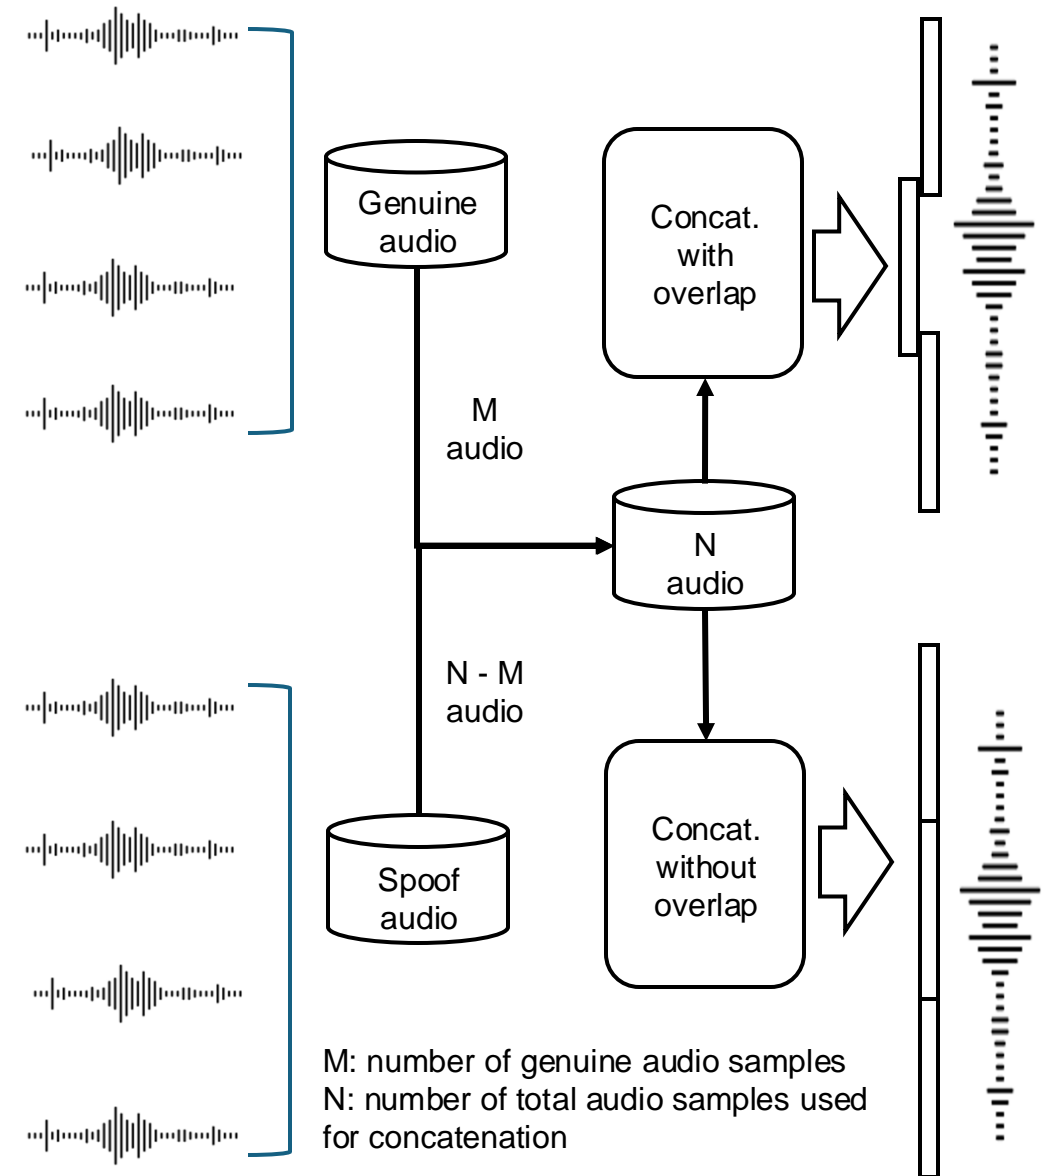 Genuine
audio
Concat.
with
overlap
M
audio
N
audio
N - M
audio
Spoof
audio
Concat.
without
overlap
M: number of genuine audio samples
N: number of total audio samples used
for concatenation